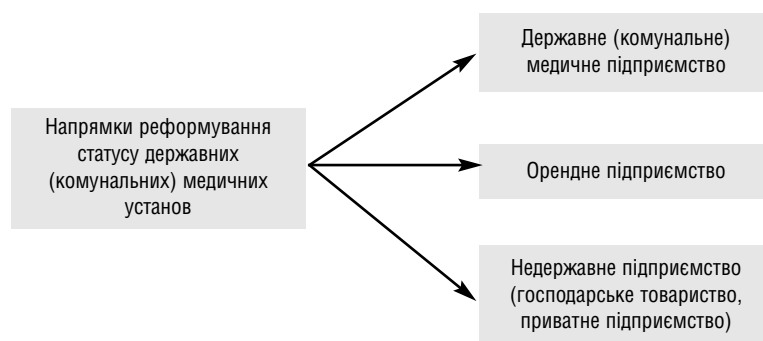 Напрямки реформування
статусу державних
(комунальних) медичних
установ
Державне (комунальне)
медичне підприємство
Орендне підприємство
Недержавне підприємство
(господарське товариство,
приватне підприємство)